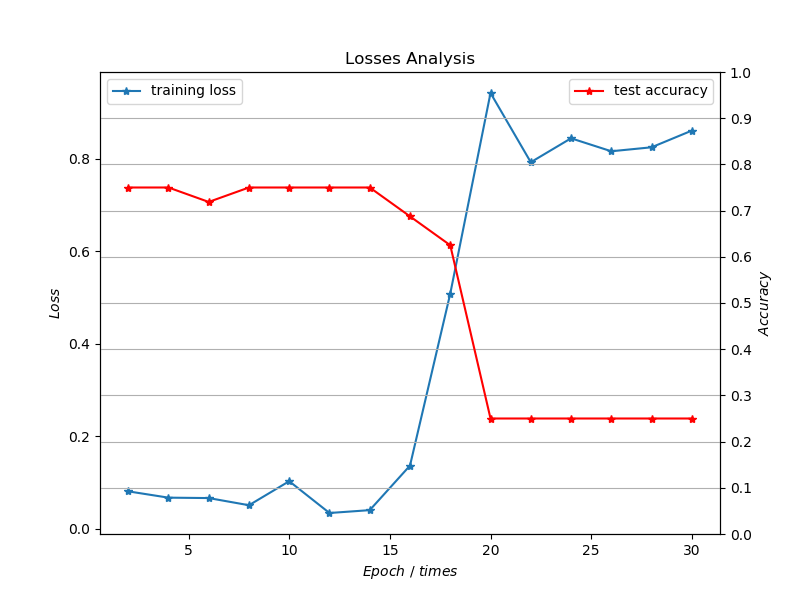 Losses Analysis
training loss
test accuracy
Loss
0.8
0.6
0.4
0.2
0.0
1.0
0.9
0.8
0.7
0.6
0.5
0.4
0.3
0.2
0.1
0.0
Accuracy
5 10 15 20 25 30
Epoch / times